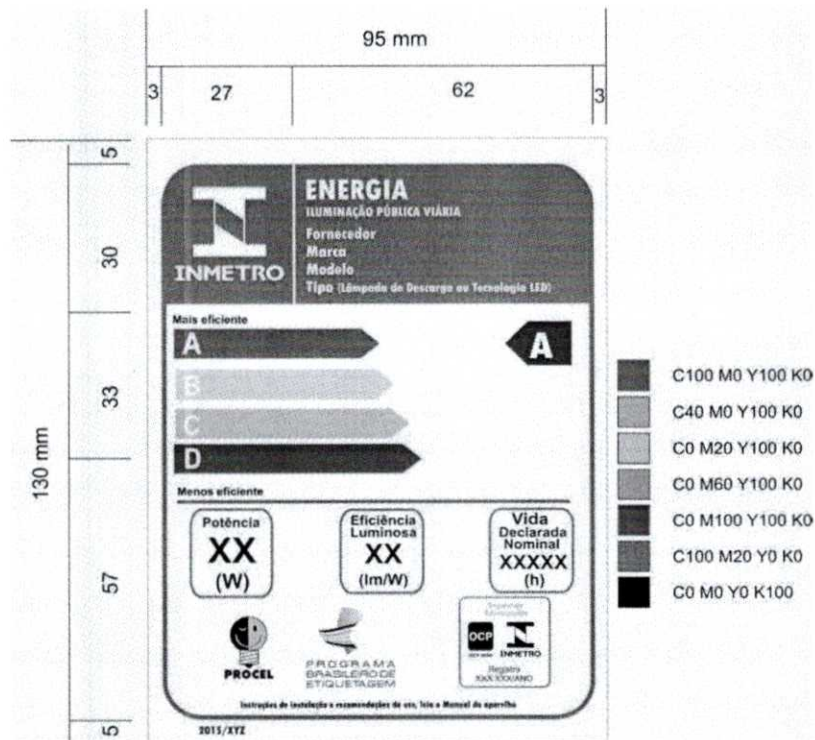 95 mm
3 27 62 3
5
30
33
57
5
130 mm
INMETRO
ENERGIA
ILUMINAÇÃO PÚBLICA VIÁRIA
Fornecedor
Marca
Modelo
Tipo (Lâmpada de Descarga ou Tecnologia LED)
Mais eficiente
A
A
B
C
D
Menos eficiente
Potência
XX
(W)
Eficiência
Luminosa
XX
(lm/W)
Vida
Declarada
Nominal
XXXXX
(h)
PROCEL
PROGRAMA
BRASILEIRO DE
ETIQUETAGEM
OCP
INMETRO
Registro
XXX.XXX/ANO
Instruções de instalação e recomendações de uso, leia o Manual do aparelho
2015/XYZ
C100 M0 Y100 K0
C40 M0 Y100 K0
C0 M20 Y100 K0
C0 M60 Y100 K0
C0 M100 Y100 K0
C100 M20 Y0 K0
C0 M0 Y0 K100